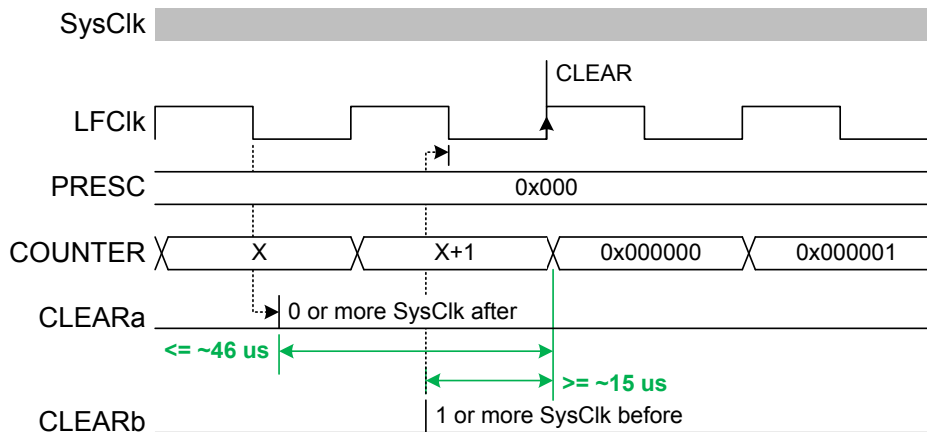 SysClk
CLEAR
LFClk
PRESC
0x000
COUNTER X X+1 0x000000 0x000001
CLEARa 0 or more SysClk after
<= ~46 us
>= ~15 us
CLEARb 1 or more SysClk before